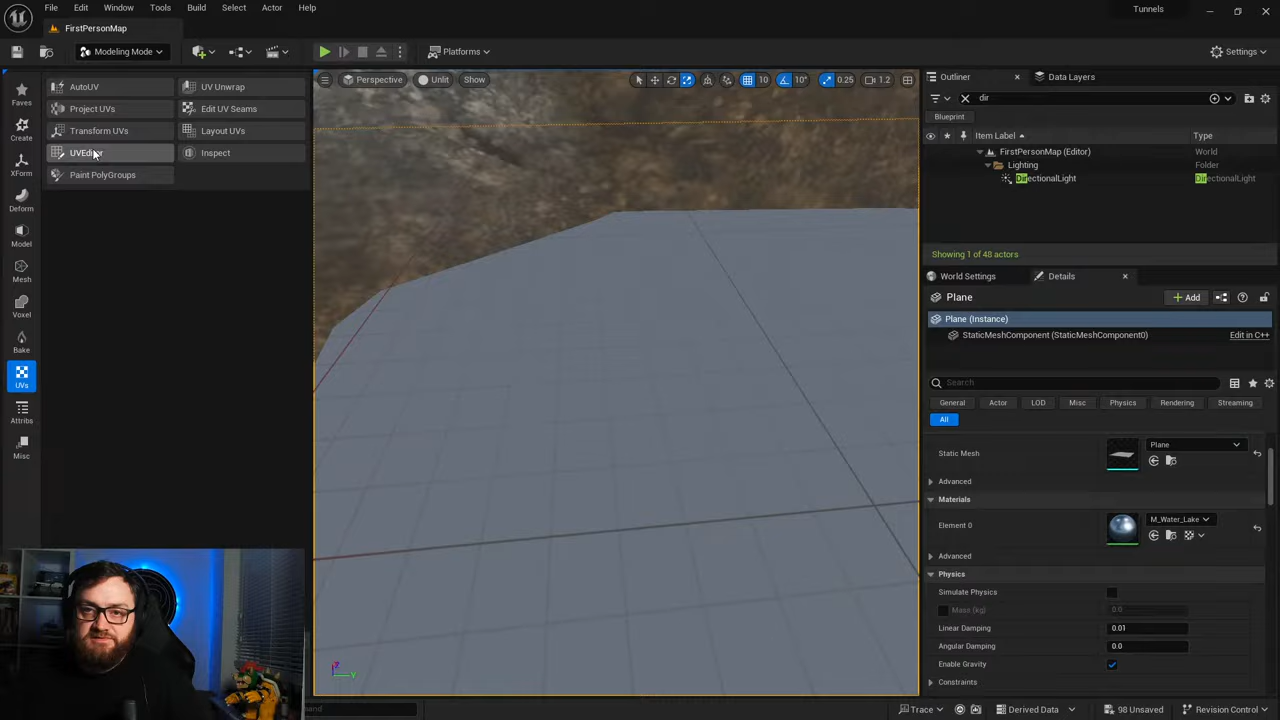 File Edit Window Tools Build Select Actor Help Tunnels
FirstPersonMap
Modeling Mode Platforms Settings
Faves
Create
XForm
Deform
Model
Mesh
Voxel
Bake
UVs
Attribs
Misc
AutoUV UV Unwrap
Project UVs Edit UV Seams
Transform UVs Layout UVs
UVEditor Inspect
Paint PolyGroups
Perspective Unlit Show 10 10° 0.25 1.2
Z
Y
Outliner Data Layers
dir
Blueprint
Item Label Type
FirstPersonMap (Editor) World
Lighting Folder
DirectionalLight DirectionalLight
Showing 1 of 48 actors
World Settings Details
Plane Add
Plane (Instance)
StaticMeshComponent (StaticMeshComponent0) Edit in C++
Search
General Actor LOD Misc Physics Rendering Streaming
All
Static Mesh Plane
Advanced
Materials
Element 0 M_Water_Lake
Advanced
Physics
Simulate Physics
Mass (kg) 0.0
Linear Damping 0.01
Angular Damping 0.0
Enable Gravity
Constraints
Trace Derived Data 98 Unsaved Revision Control